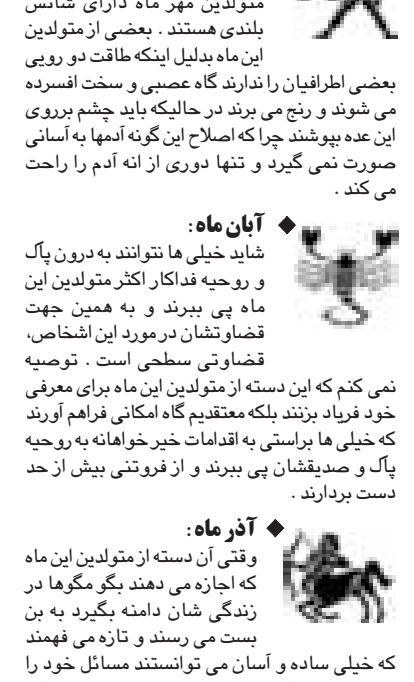 متولدین مهر ماه دارای شانس
بلندی هستند . بعضی از متولدین
این ماه بدلیل اینکه طاقت دو رویی
بعضی اطرافیان را ندارند گاه عصبی و سخت افسرده
می شوند و رنج می برند در حالیکه باید چشم برروی
این عده بپوشند چرا که اصلاح این گونه آدمها به آسانی
صورت نمی گیرد و تنها دوری از انه آدم را راحت
می کند .
◆ آبان ماه :
شاید خیلی ها نتوانند به درون پاک
و روحیه فداکار اکثر متولدین این
ماه پی ببرند و به همین جهت
قضاوتشان در مورد این اشخاص،
قضاوتی سطحی است . توصیه
نمی کنم که این دسته از متولدین این ماه برای معرفی
خود فریاد بزنند بلکه معتقدیم گاه امکانی فراهم آورند
که خیلی ها براستی به اقدامات خیر خواهانه به روحیه
پاک و صدیقشان پی ببرند و از فروتنی بیش از حد
دست بردارند .
◆ آذر ماه :
وقتی آن دسته از متولدین این ماه
که اجازه می دهند بگو مگوها در
زندگی شان دامنه بگیرد به بن
بست می رسند و تازه می فهمند
که خیلی ساده و آسان می توانستند مسائل خود را